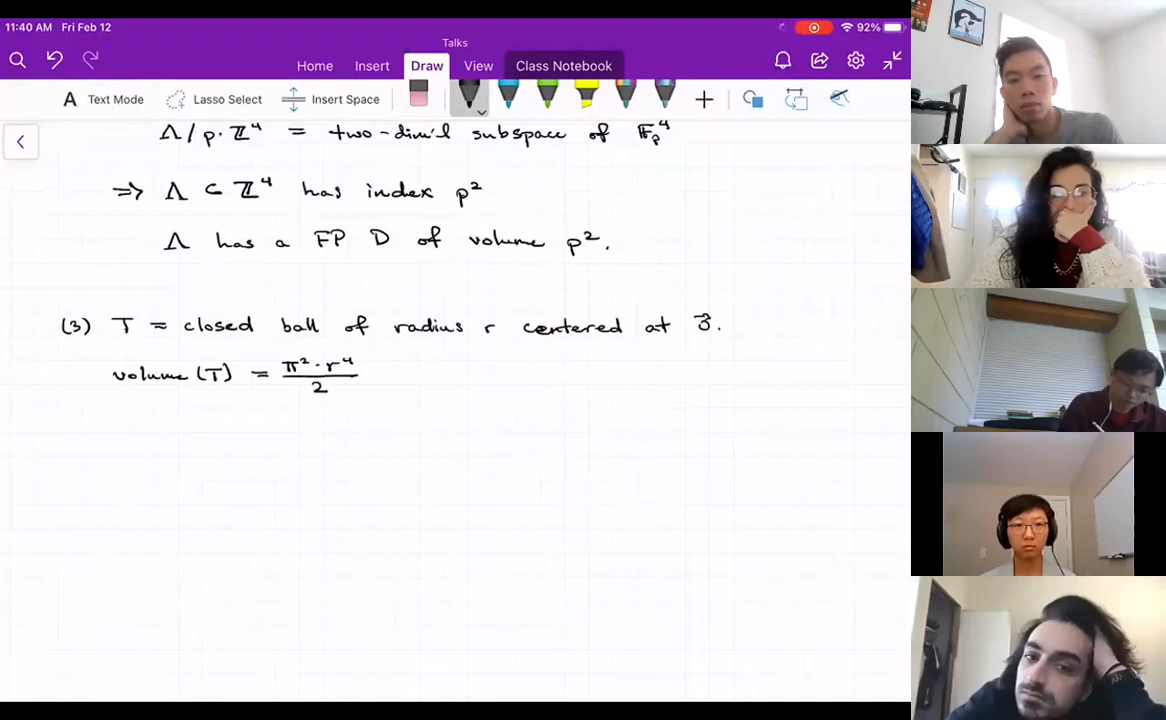 11:40 AM Fri Feb 12
92%
Talks
Home Insert Draw View Class Notebook
Text Mode Lasso Select Insert Space
Λ/p·ℤ⁴ = two-dim'l subspace of 𝔽ₚ⁴
⇒ Λ ⊂ ℤ⁴ has index p²
Λ has a FP D of volume p².
(3) T = closed ball of radius r centered at 0⃗.
volume (T) = π²·r⁴ / 2